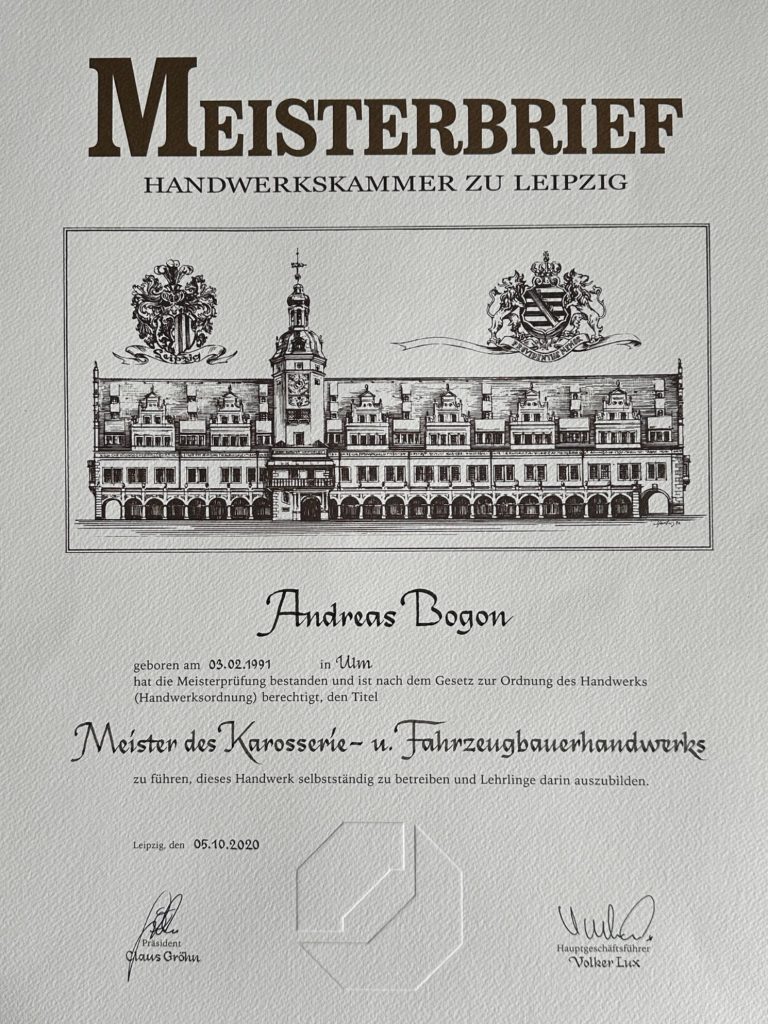 MEISTERBRIEF
HANDWERKSKAMMER ZU LEIPZIG
Leipzig
PROVIDENTIAE MEMOR
Andreas Bogon
geboren am 03.02.1991 in Ulm
hat die Meisterprüfung bestanden und ist nach dem Gesetz zur Ordnung des Handwerks
(Handwerksordnung) berechtigt, den Titel
Meister des Karosserie- u. Fahrzeugbauerhandwerks
zu führen, dieses Handwerk selbstständig zu betreiben und Lehrlinge darin auszubilden.
Leipzig, den 05.10.2020
Präsident
Claus Gröhn
Hauptgeschäftsführer
Volker Lux